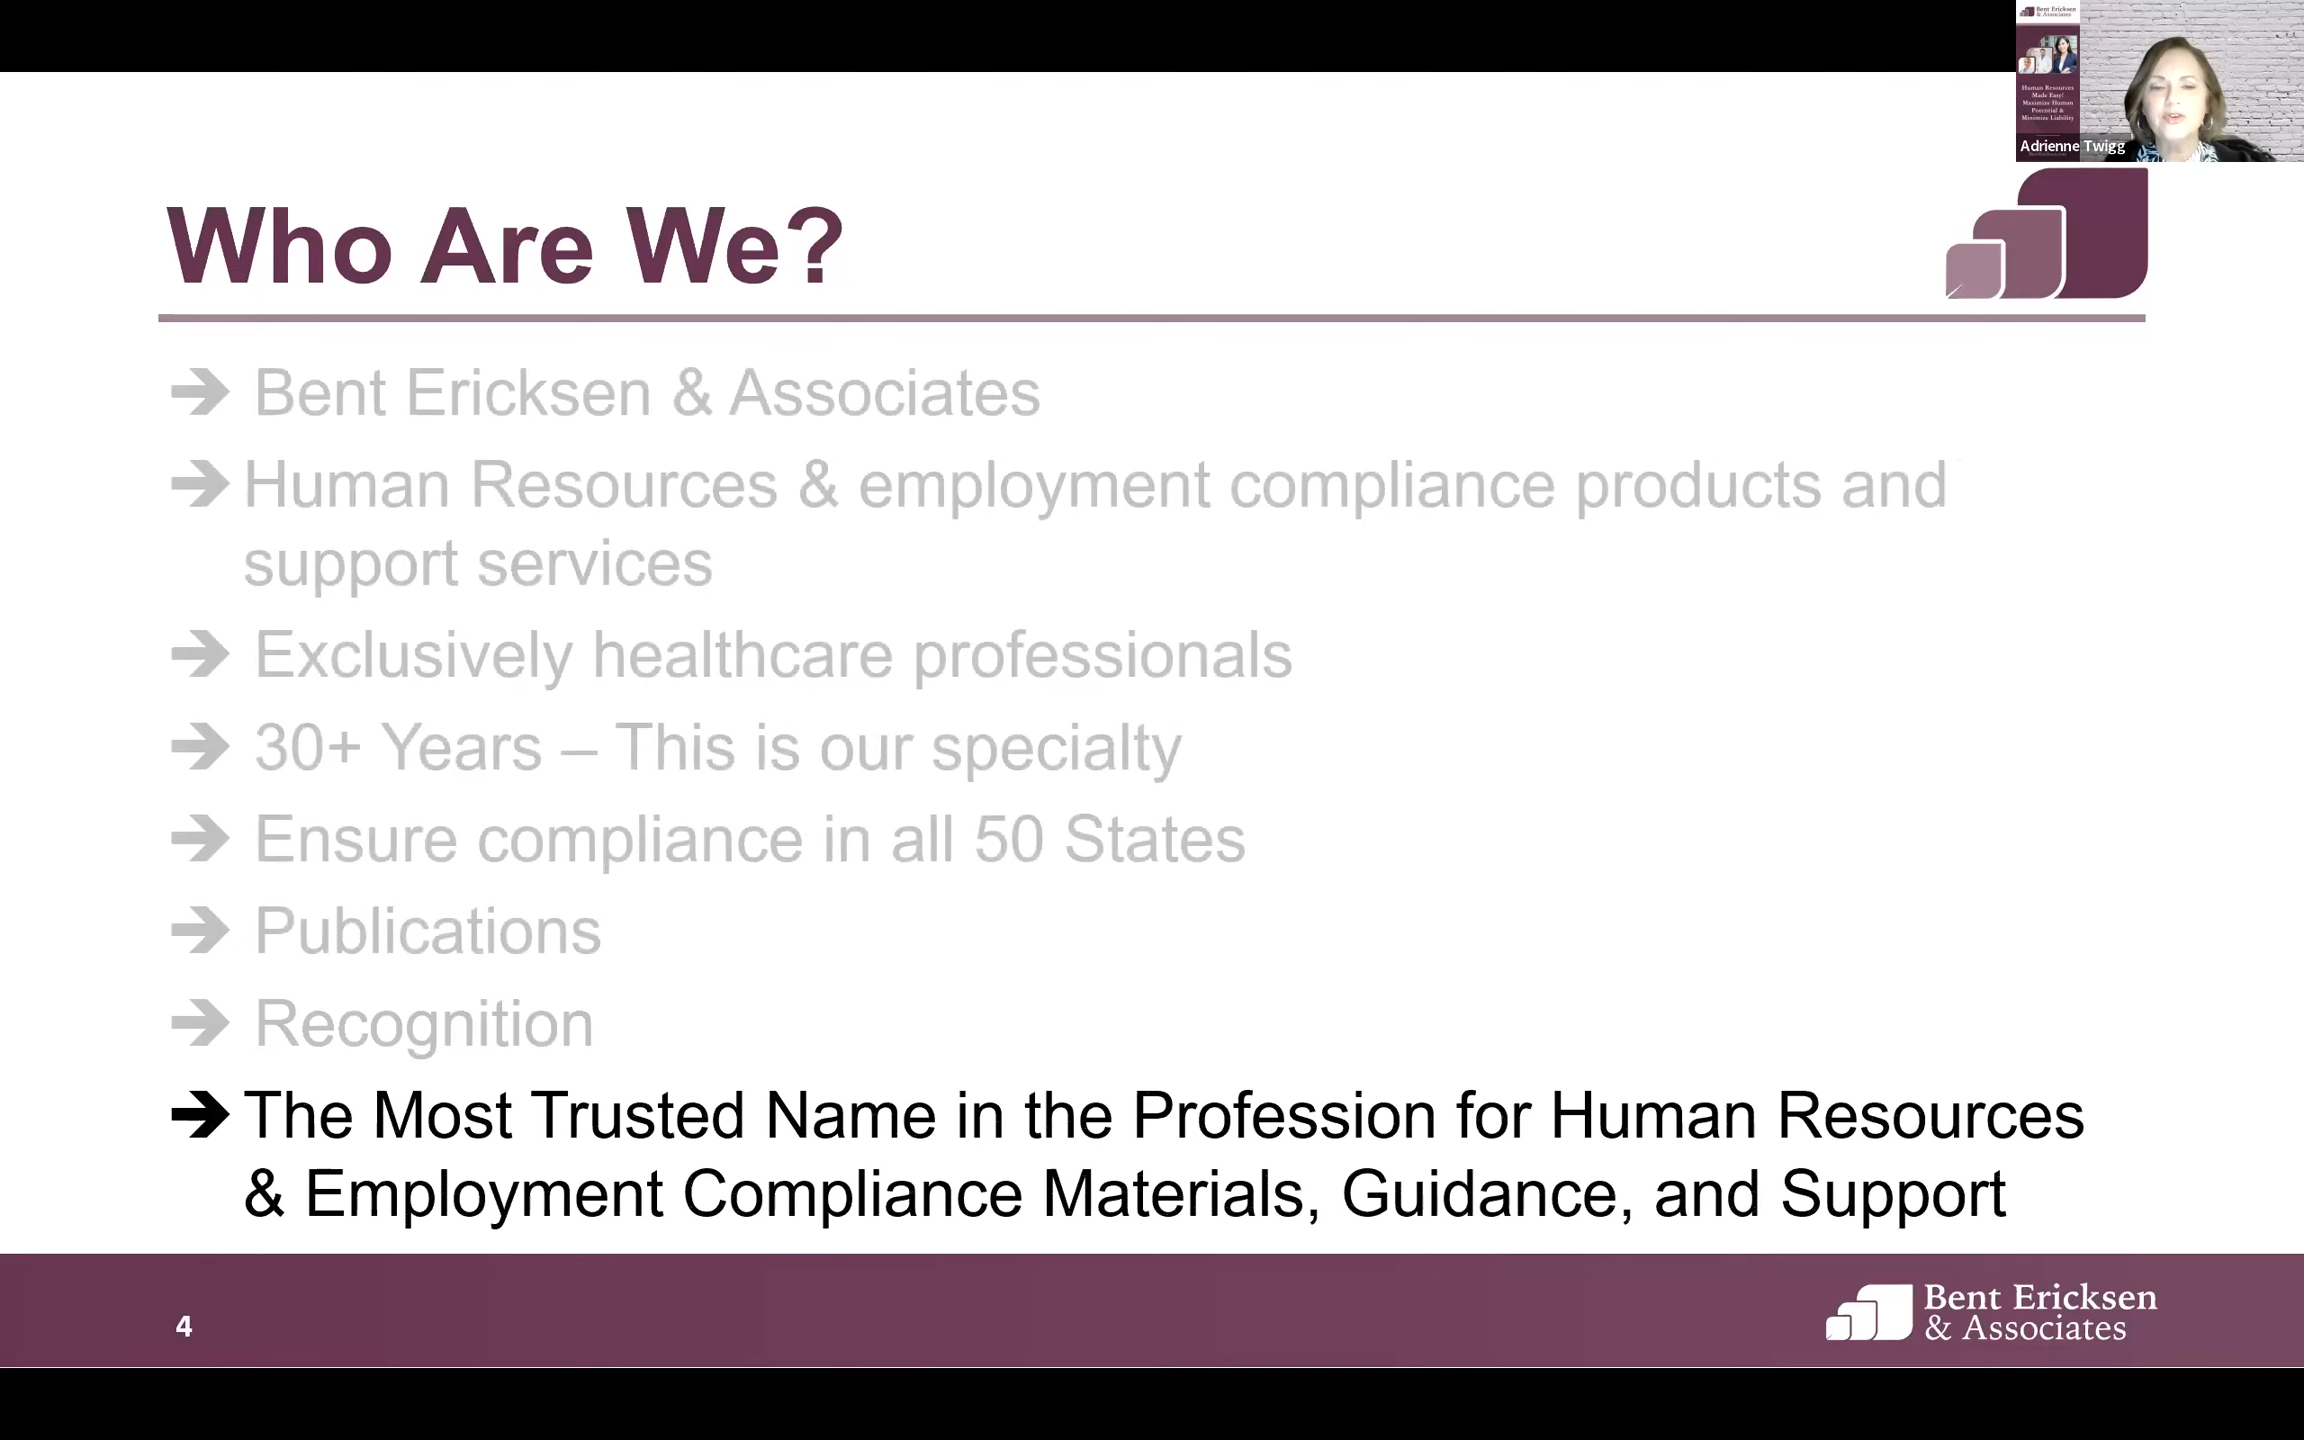 Bent Ericksen
& Associates
Human Resources
Made Easy!
Maximize Human
Potential &
Minimize Liability
Adrienne Twigg
Who Are We?
➔ Bent Ericksen & Associates
➔ Human Resources & employment compliance products and
support services
➔ Exclusively healthcare professionals
➔ 30+ Years – This is our specialty
➔ Ensure compliance in all 50 States
➔ Publications
➔ Recognition
➔ The Most Trusted Name in the Profession for Human Resources
& Employment Compliance Materials, Guidance, and Support
4
Bent Ericksen
& Associates